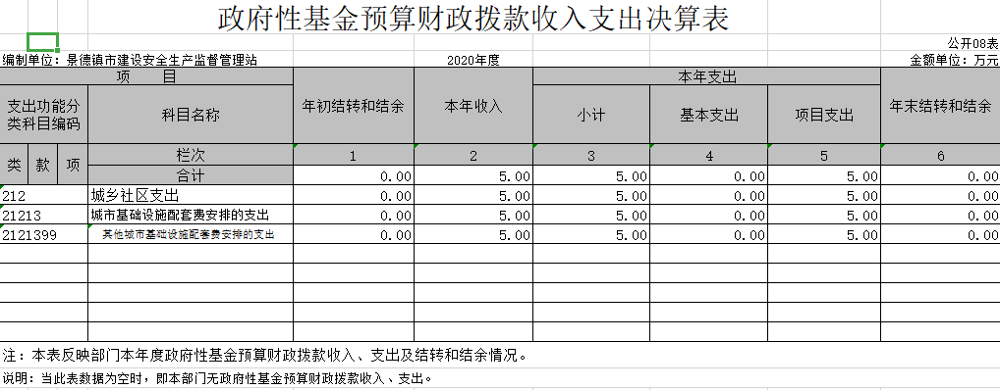 政府性基金预算财政拨款收入支出决算表
公开08表
编制单位：景德镇市建设安全生产监督管理站 2020年度 金额单位：万元
项 目 年初结转和结余 本年收入 本年支出 年末结转和结余
支出功能分类科目编码 科目名称 小计 基本支出 项目支出
类 款 项 栏次 1 2 3 4 5 6
合计 0.00 5.00 5.00 0.00 5.00 0.00
212 城乡社区支出 0.00 5.00 5.00 0.00 5.00 0.00
21213 城市基础设施配套费安排的支出 0.00 5.00 5.00 0.00 5.00 0.00
2121399 其他城市基础设施配套费安排的支出 0.00 5.00 5.00 0.00 5.00 0.00
注：本表反映部门本年度政府性基金预算财政拨款收入、支出及结转和结余情况。
说明：当此表数据为空时，即本部门无政府性基金预算财政拨款收入、支出。